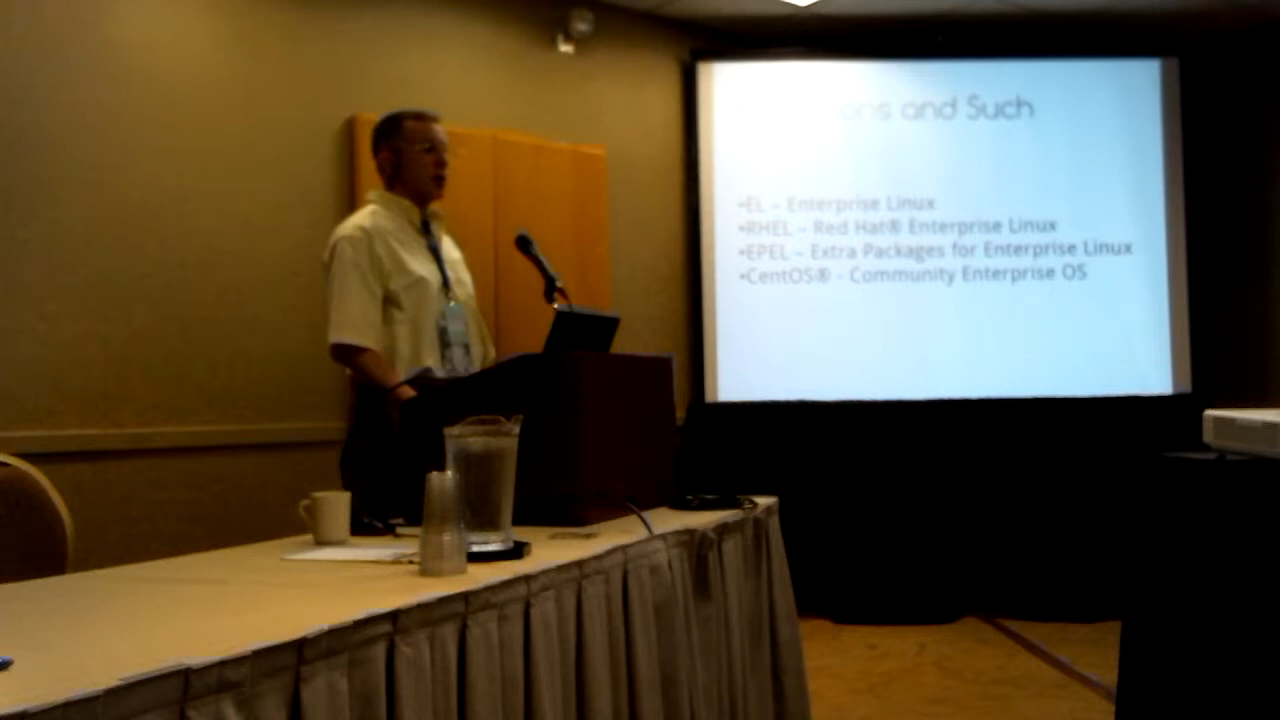 and Such
•EL – Enterprise Linux
•RHEL – Red Hat® Enterprise Linux
•EPEL – Extra Packages for Enterprise Linux
•CentOS® - Community Enterprise OS